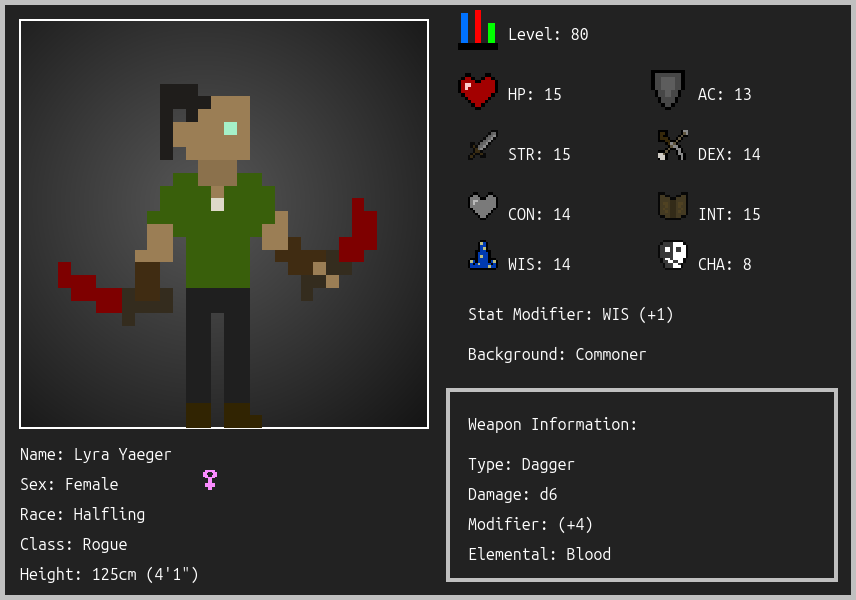 Level: 80
HP: 15
AC: 13
STR: 15
DEX: 14
CON: 14
INT: 15
WIS: 14
CHA: 8
Stat Modifier: WIS (+1)
Background: Commoner
Weapon Information:
Type: Dagger
Damage: d6
Modifier: (+4)
Elemental: Blood
Name: Lyra Yaeger
Sex: Female
Race: Halfling
Class: Rogue
Height: 125cm (4'1")